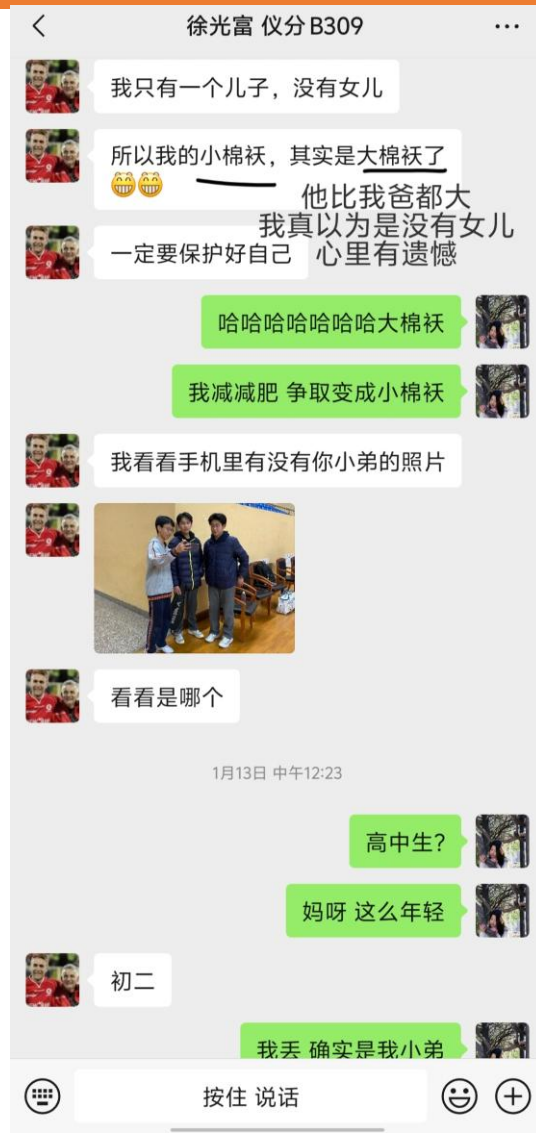 徐光富 仪分B309
我只有一个儿子，没有女儿
所以我的小棉袄，其实是大棉袄了
😁😁
他比我爸都大
我真以为是没有女儿
心里有遗憾
一定要保护好自己
哈哈哈哈哈哈哈大棉袄
我减减肥 争取变成小棉袄
我看看手机里有没有你小弟的照片
看看是哪个
1月13日 中午12:23
高中生？
妈呀 这么年轻
初二
我丢 确实是我小弟
按住 说话